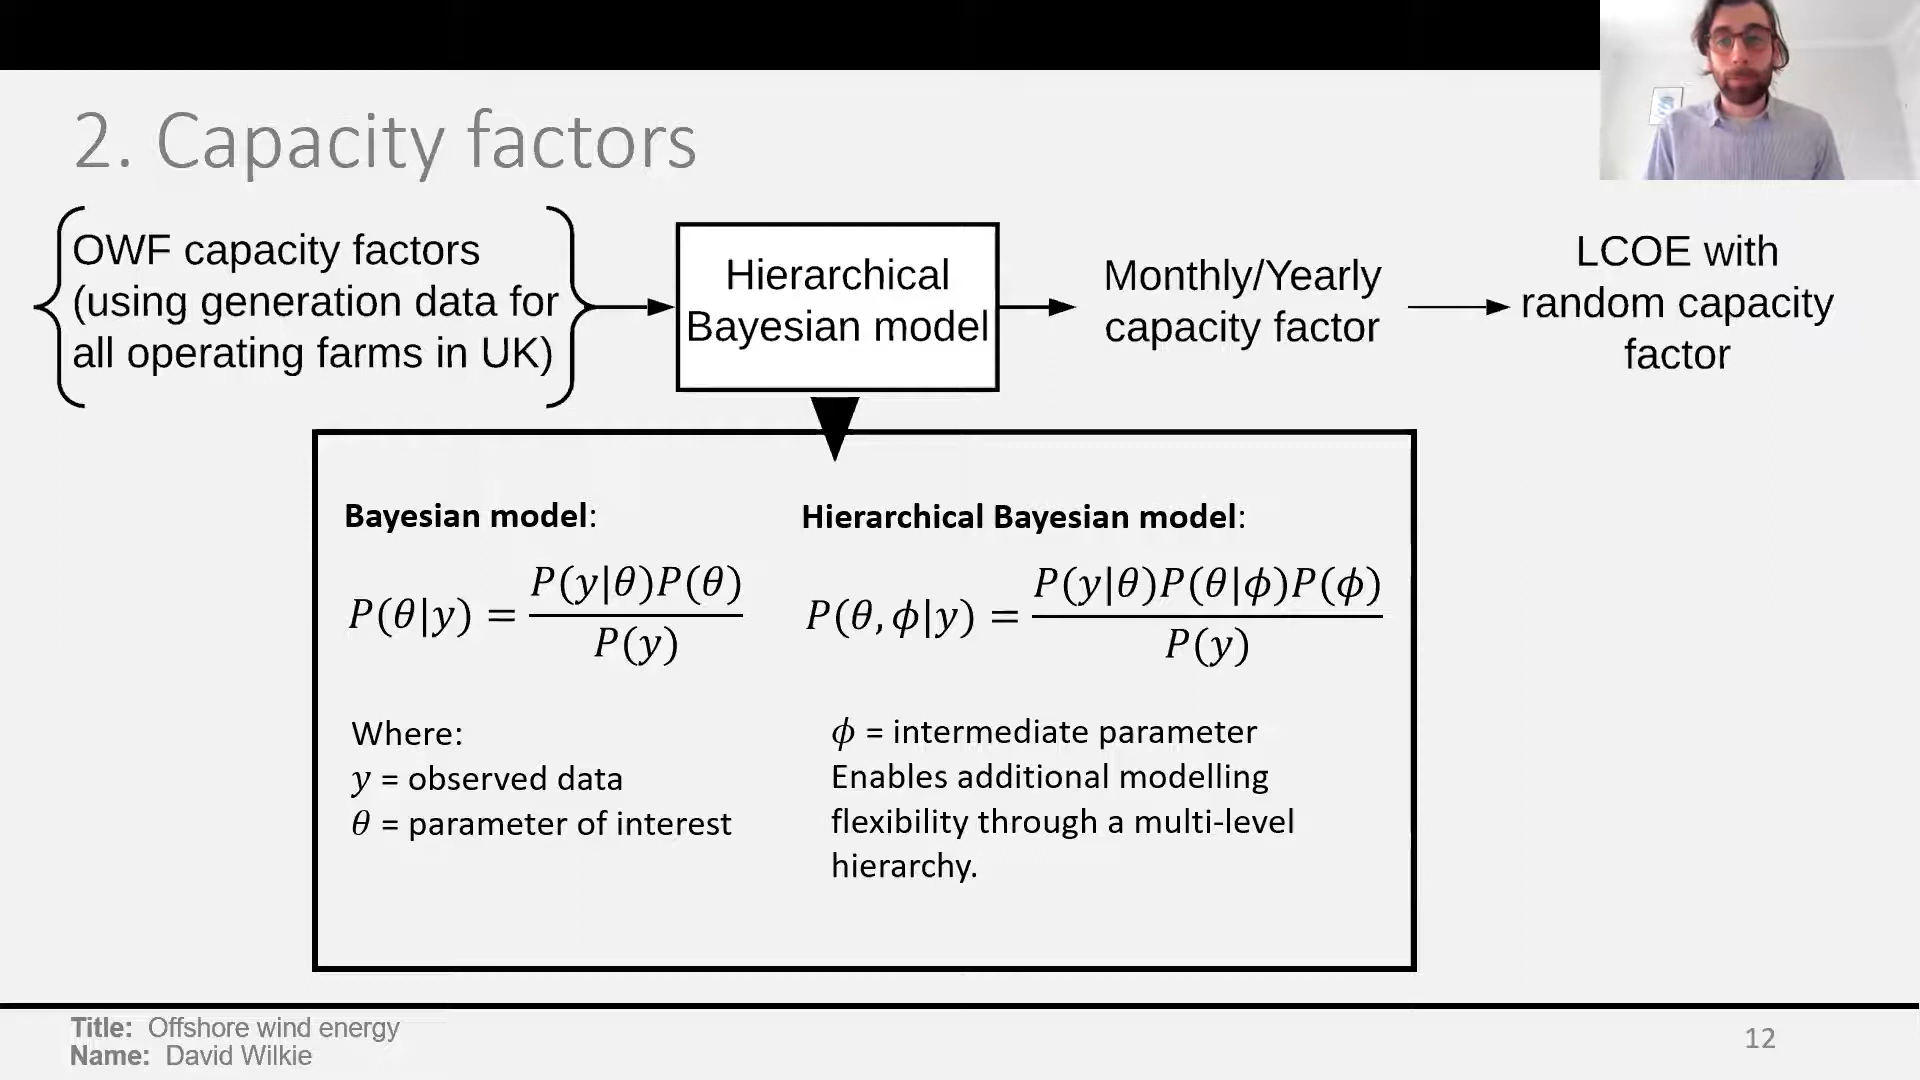 2. Capacity factors
OWF capacity factors
(using generation data for
all operating farms in UK)
Hierarchical
Bayesian model
Monthly/Yearly
capacity factor
LCOE with
random capacity
factor
Bayesian model:
P(θ|y) = P(y|θ)P(θ) / P(y)
Where:
y = observed data
θ = parameter of interest
Hierarchical Bayesian model:
P(θ, ϕ|y) = P(y|θ)P(θ|ϕ)P(ϕ) / P(y)
ϕ = intermediate parameter
Enables additional modelling
flexibility through a multi-level
hierarchy.
Title: Offshore wind energy
Name: David Wilkie
12